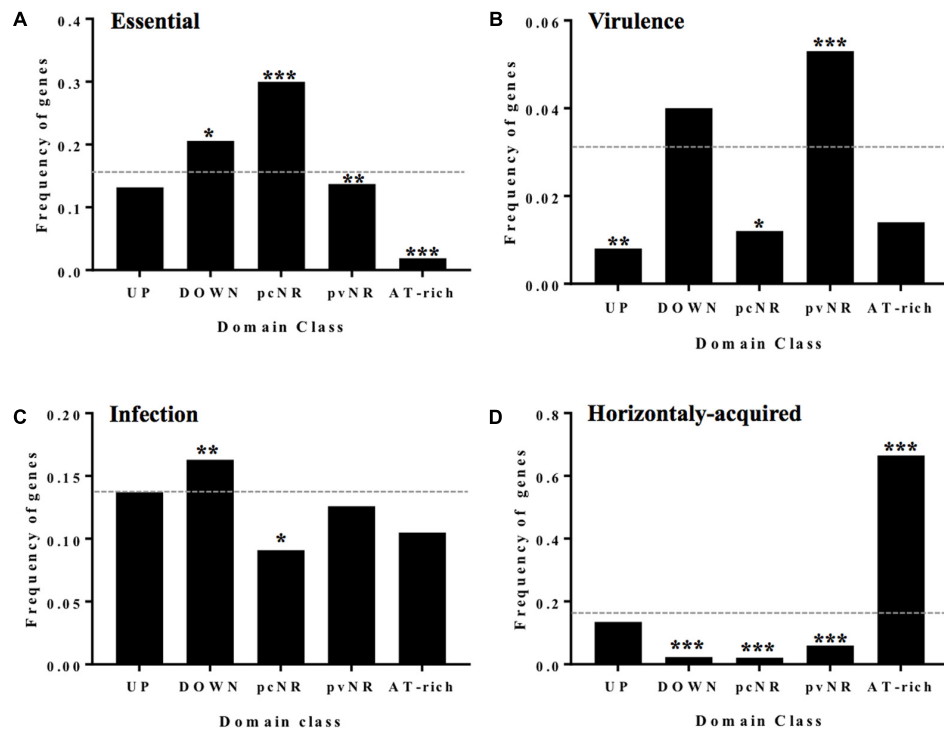 A
Essential
Frequency of genes
0.4
0.3
0.2
0.1
0.0
*
***
**
***
UP DOWN pcNR pvNR AT-rich
Domain Class
B
Virulence
Frequency of genes
0.06
0.04
0.02
0.00
**
*
***
UP DOWN pcNR pvNR AT-rich
Domain Class
C
Infection
Frequency of genes
0.20
0.15
0.10
0.05
0.00
**
*
UP DOWN pcNR pvNR AT-rich
Domain class
D
Horizontaly-acquired
Frequency of genes
0.8
0.6
0.4
0.2
0.0
***
***
***
***
UP DOWN pcNR pvNR AT-rich
Domain Class